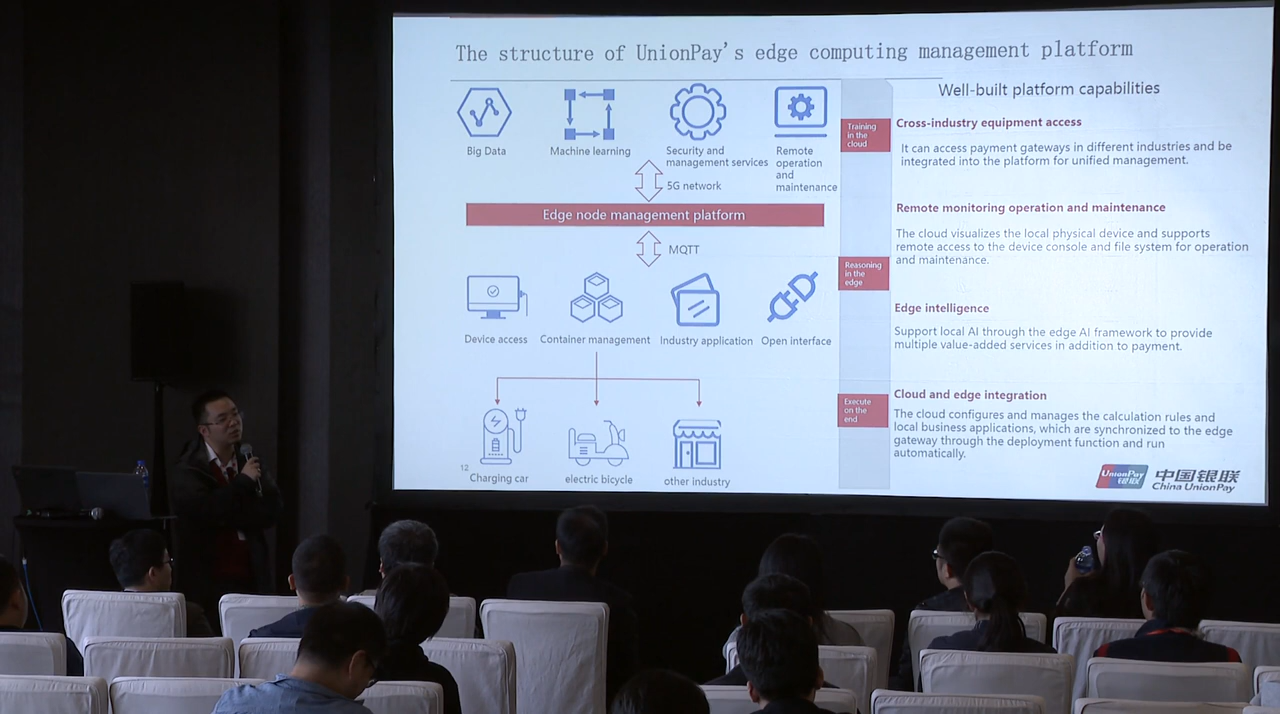 The structure of UnionPay's edge computing management platform
Big Data
Machine learning
Security and
management services
Remote
operation
and
maintenance
5G network
Edge node management platform
MQTT
Device access
Container management
Industry application
Open interface
Charging car
electric bicycle
other industry
12
Training
in the
cloud
Reasoning
in the
edge
Execute
on the
end
Well-built platform capabilities
Cross-industry equipment access
It can access payment gateways in different industries and be
integrated into the platform for unified management.
Remote monitoring operation and maintenance
The cloud visualizes the local physical device and supports
remote access to the device console and file system for operation
and maintenance.
Edge intelligence
Support local AI through the edge AI framework to provide
multiple value-added services in addition to payment.
Cloud and edge integration
The cloud configures and manages the calculation rules and
local business applications, which are synchronized to the edge
gateway through the deployment function and run
automatically.
UnionPay
银联
中国银联
China UnionPay